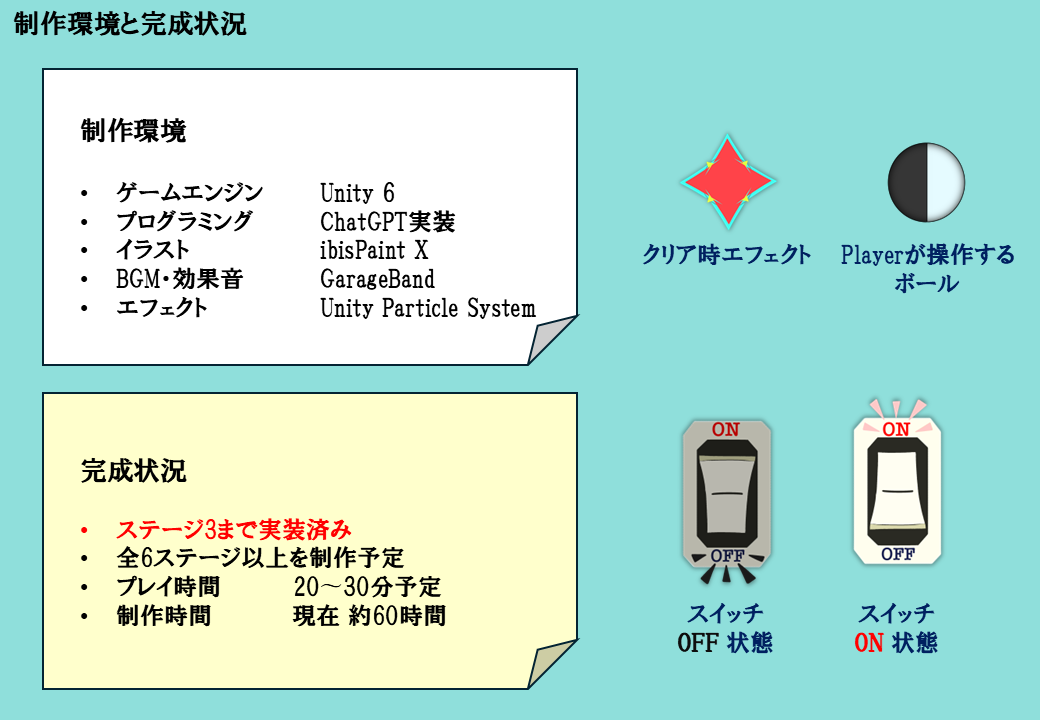 制作環境と完成状況
制作環境
• ゲームエンジン Unity 6
• プログラミング ChatGPT実装
• イラスト ibisPaint X
• BGM・効果音 GarageBand
• エフェクト Unity Particle System
クリア時エフェクト
Playerが操作する
ボール
完成状況
• ステージ3まで実装済み
• 全6ステージ以上を制作予定
• プレイ時間 20～30分予定
• 制作時間 現在 約60時間
ON
OFF
スイッチ
OFF 状態
ON
OFF
スイッチ
ON 状態